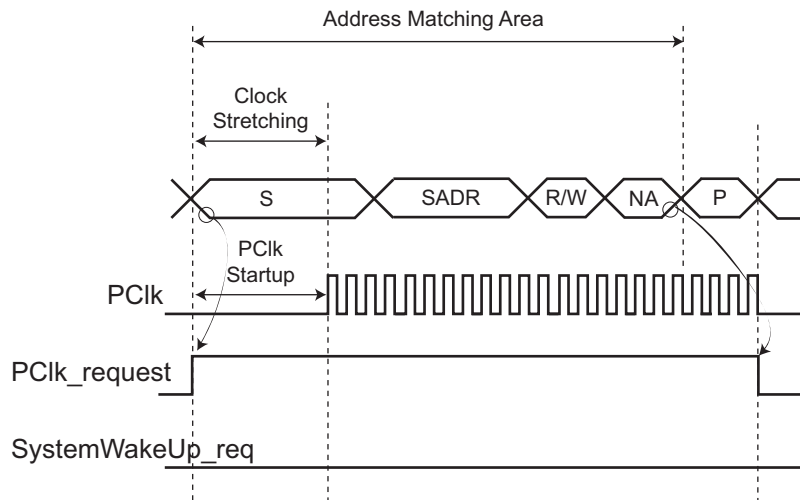 Address Matching Area
Clock
Stretching
S
SADR
R/W
NA
P
PClk
Startup
PClk
PClk_request
SystemWakeUp_req